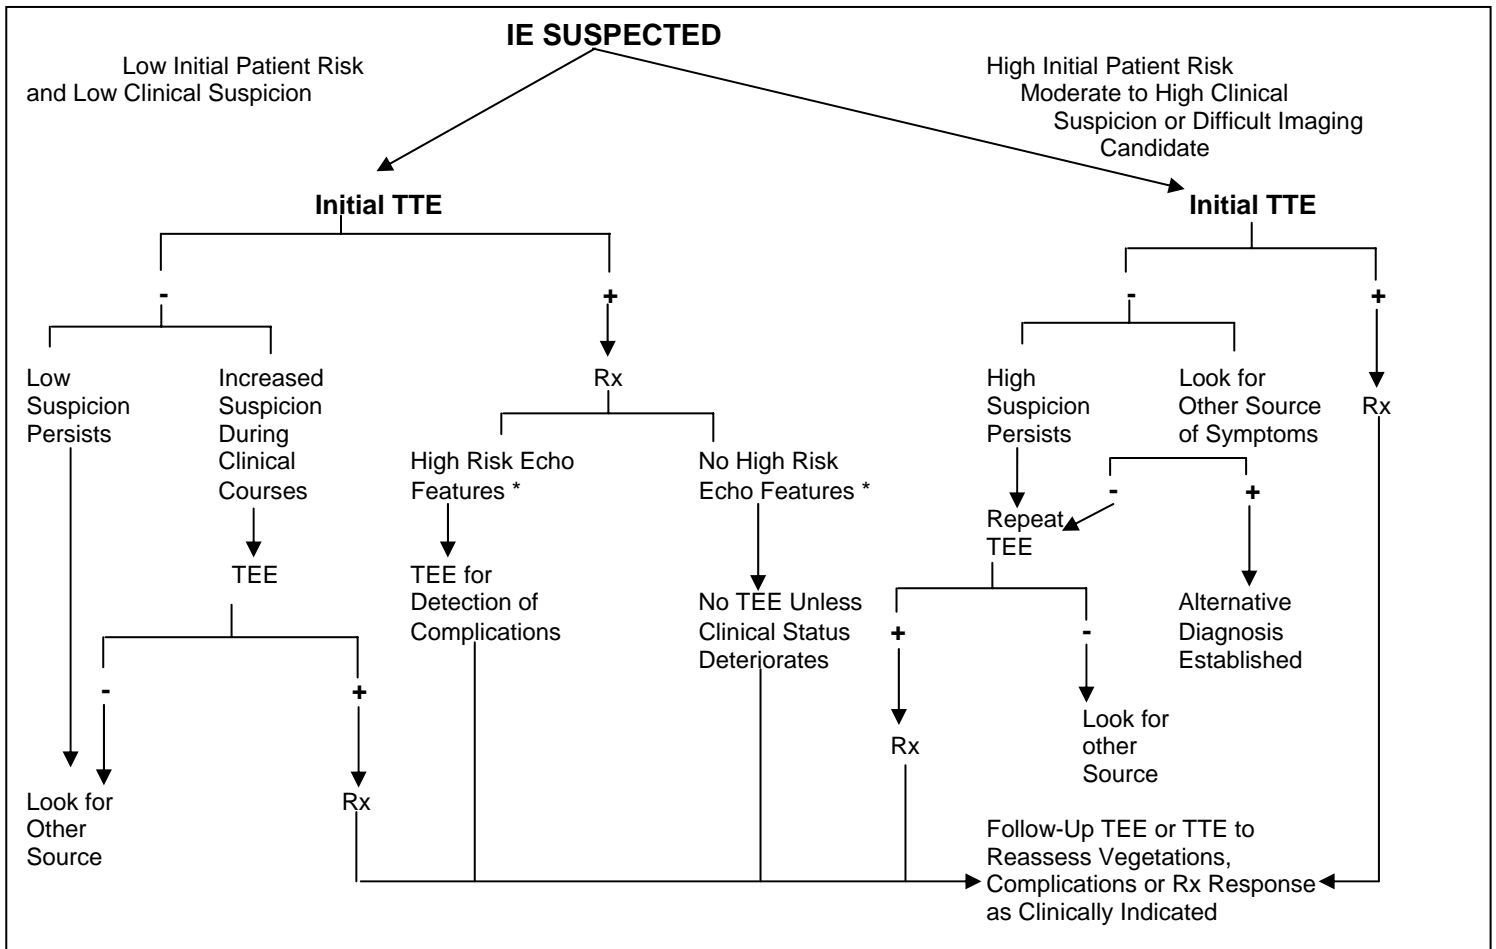 IE SUSPECTED
Low Initial Patient Risk
and Low Clinical Suspicion
High Initial Patient Risk
Moderate to High Clinical
Suspicion or Difficult Imaging
Candidate
Initial TTE
Initial TTE
-
+
-
+
Low
Suspicion
Persists
Increased
Suspicion
During
Clinical
Courses
Rx
High Risk Echo
Features *
No High Risk
Echo Features *
High
Suspicion
Persists
Look for
Other Source
of Symptoms
Rx
-
+
Repeat
TEE
TEE
TEE for
Detection of
Complications
No TEE Unless
Clinical Status
Deteriorates
+
-
Alternative
Diagnosis
Established
-
+
Look for
other
Source
Rx
Look for
Other
Source
Rx
Follow-Up TEE or TTE to
Reassess Vegetations,
Complications or Rx Response
as Clinically Indicated